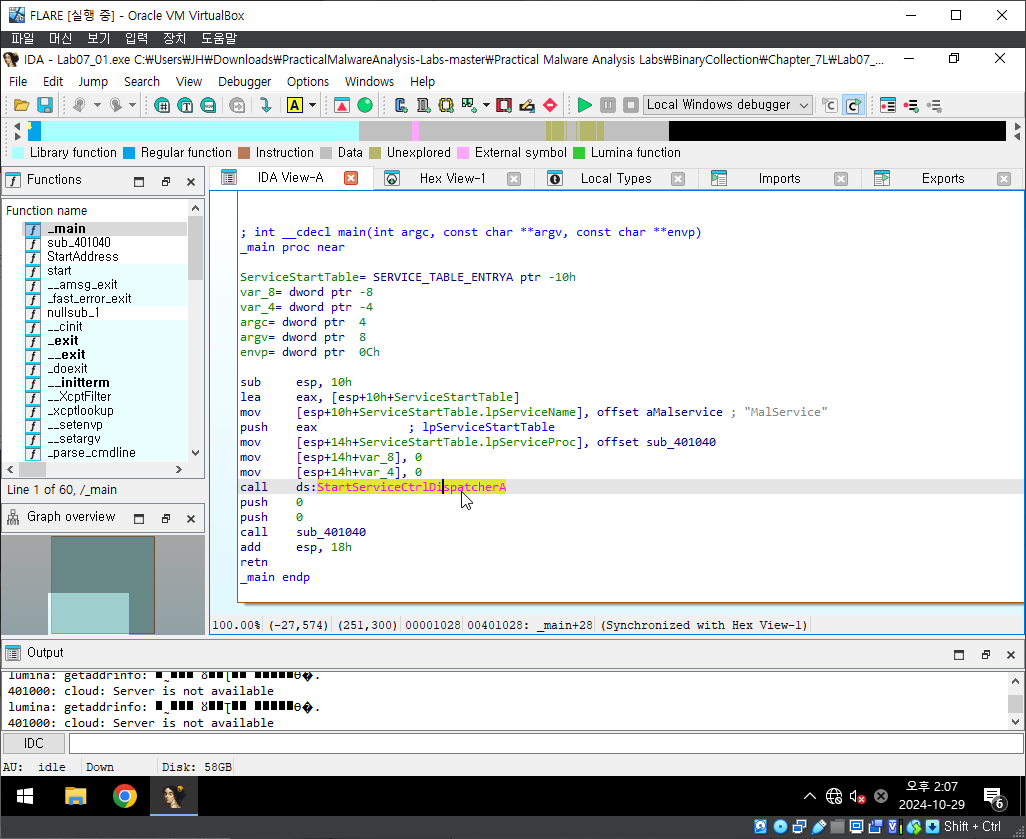 FLARE [실행 중] - Oracle VM VirtualBox
파일 머신 보기 입력 장치 도움말
IDA - Lab07_01.exe C:₩Users₩JH₩Downloads₩PracticalMalwareAnalysis-Labs-master₩Practical Malware Analysis Labs₩BinaryCollection₩Chapter_7L₩Lab07_...
File Edit Jump Search View Debugger Options Windows Help
Local Windows debugger
Library function Regular function Instruction Data Unexplored External symbol Lumina function
Functions
IDA View-A Hex View-1 Local Types Imports Exports
Function name
_main
sub_401040
StartAddress
start
__amsg_exit
_fast_error_exit
nullsub_1
__cinit
_exit
__exit
_doexit
__initterm
__XcptFilter
_xcptlookup
__setenvp
__setargv
_parse_cmdline
Line 1 of 60, /_main
Graph overview
; int __cdecl main(int argc, const char **argv, const char **envp)
_main proc near
ServiceStartTable= SERVICE_TABLE_ENTRYA ptr -10h
var_8= dword ptr -8
var_4= dword ptr -4
argc= dword ptr  4
argv= dword ptr  8
envp= dword ptr  0Ch
sub     esp, 10h
lea     eax, [esp+10h+ServiceStartTable]
mov     [esp+10h+ServiceStartTable.lpServiceName], offset aMalservice ; "MalService"
push    eax             ; lpServiceStartTable
mov     [esp+14h+ServiceStartTable.lpServiceProc], offset sub_401040
mov     [esp+14h+var_8], 0
mov     [esp+14h+var_4], 0
call    ds:StartServiceCtrlDispatcherA
push    0
push    0
call    sub_401040
add     esp, 18h
retn
_main endp
100.00% (-27,574) (251,300) 00001028 00401028: _main+28 (Synchronized with Hex View-1)
Output
lumina: getaddrinfo:
401000: cloud: Server is not available
lumina: getaddrinfo:
401000: cloud: Server is not available
IDC
AU: idle Down Disk: 58GB
오후 2:07
2024-10-29
6
Shift + Ctrl